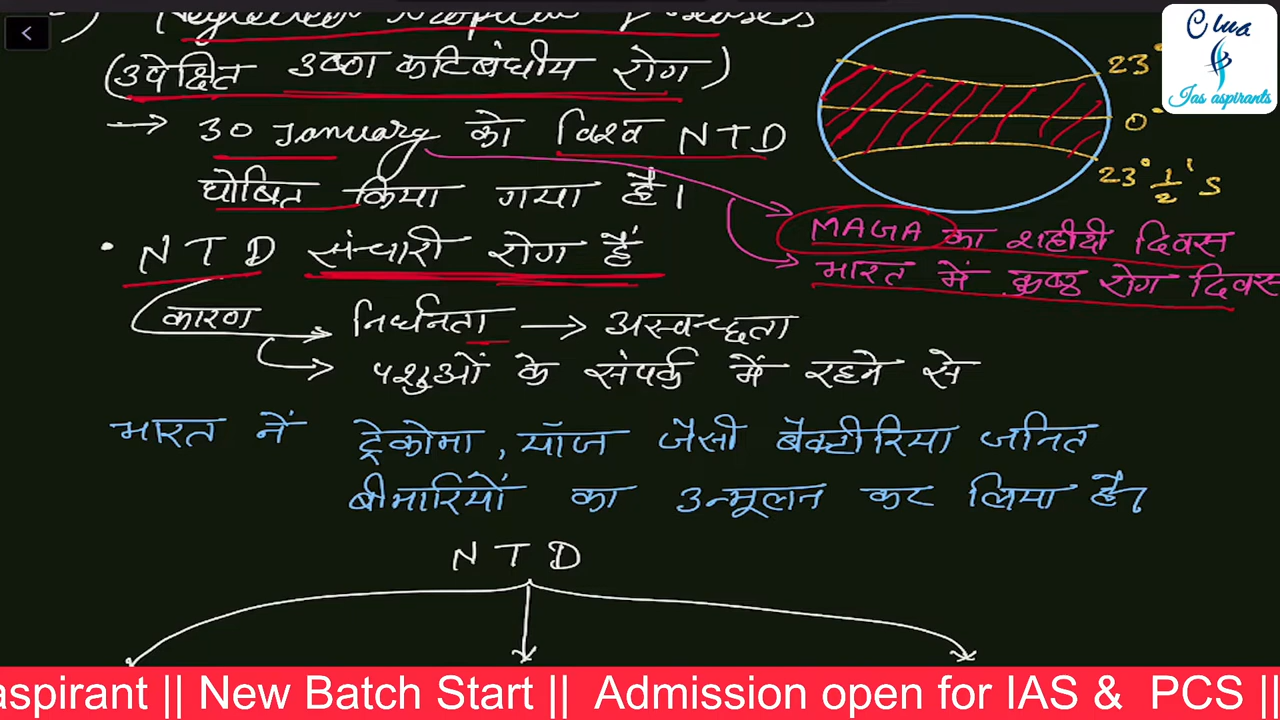 (उपेक्षित उष्ण कटिबंधीय रोग)
→ 30 January को विश्व NTD
घोषित किया गया है।
• NTD संचारी रोग हैं
कारण → निर्धनता → अस्वच्छता
→ पशुओं के संपर्क में रहने से
भारत ने ट्रेकोमा, यॉज जैसी बैक्टीरिया जनित
बीमारियों का उन्मूलन कर लिया है,
NTD
23°
0°
23° 1/2' S
MAGA का शहीदी दिवस
भारत में कुष्ठ रोग दिवस
Clua
Ias aspirants
aspirant || New Batch Start || Admission open for IAS & PCS ||